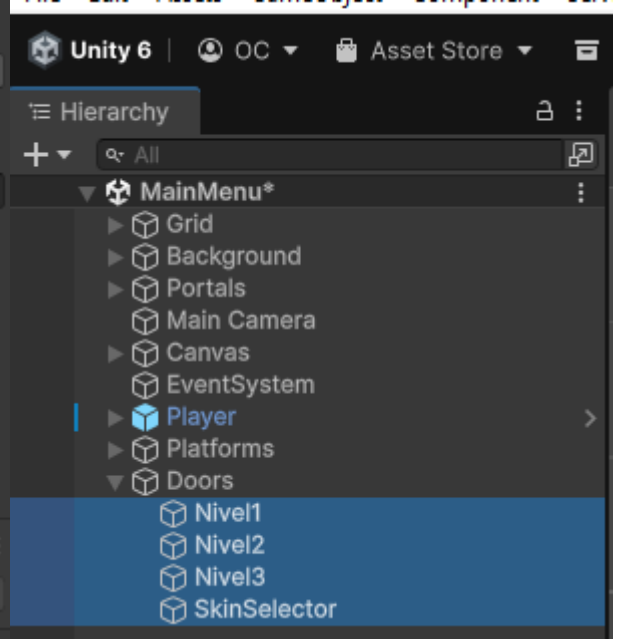 Unity 6 OC Asset Store
Hierarchy
All
MainMenu*
Grid
Background
Portals
Main Camera
Canvas
EventSystem
Player
Platforms
Doors
Nivel1
Nivel2
Nivel3
SkinSelector